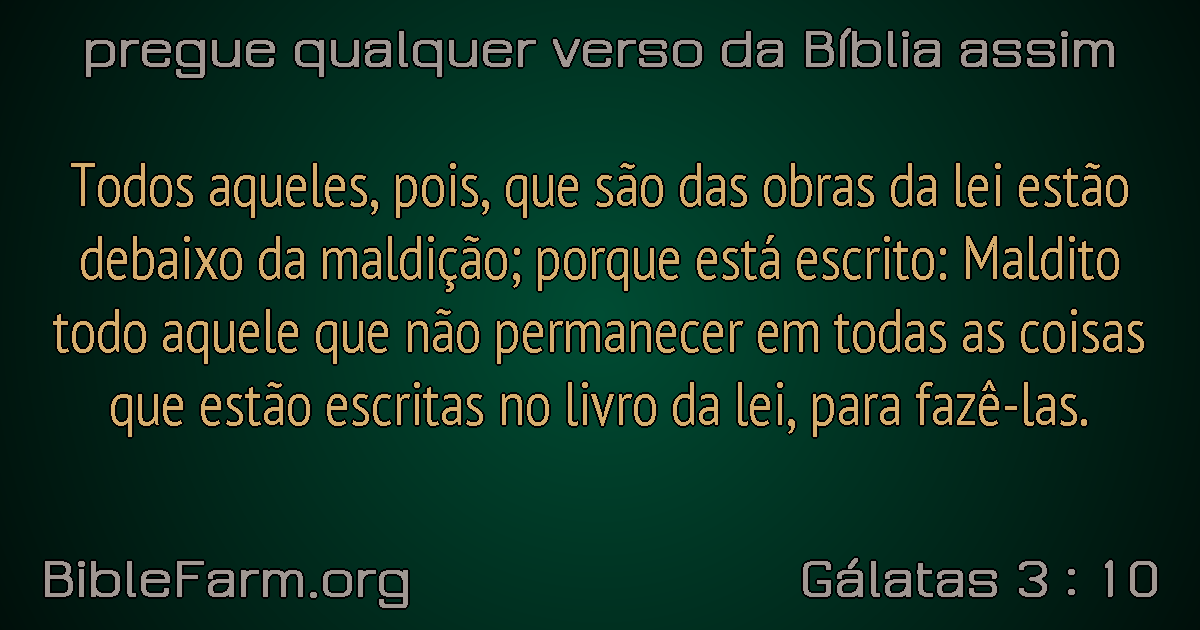 pregue qualquer verso da Bíblia assim
Todos aqueles, pois, que são das obras da lei estão
debaixo da maldição; porque está escrito: Maldito
todo aquele que não permanecer em todas as coisas
que estão escritas no livro da lei, para fazê-las.
BibleFarm.org
Gálatas 3 : 10